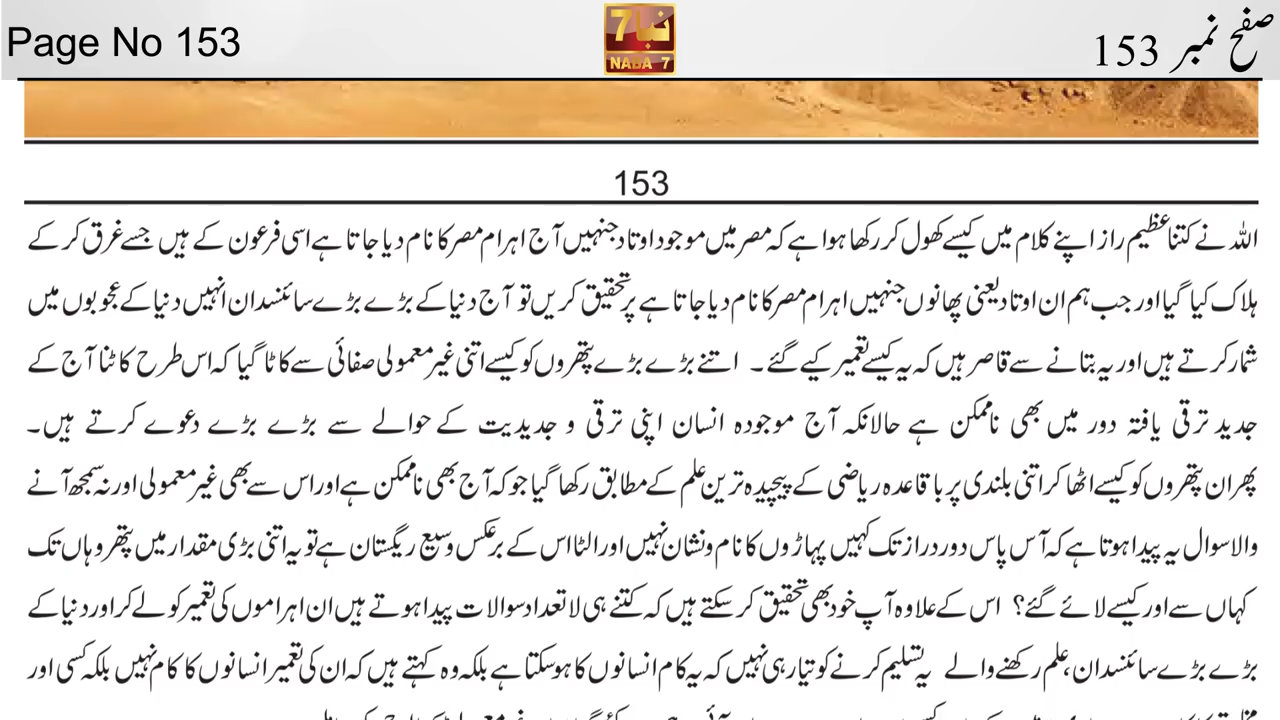 Page No 153
نبا 7
NABA 7
صفح نمبر 153
153
اللہ نے کتنا عظیم راز اپنے کلام میں کیسے کھول کر رکھا ہوا ہے کہ مصر میں موجود اوتاد جنہیں آج اہرام مصر کا نام دیا جاتا ہے اسی فرعون کے ہیں جسے غرق کر کے
ہلاک کیا گیا اور جب ہم ان اوتاد یعنی پھانوں جنہیں اہرام مصر کا نام دیا جاتا ہے پر تحقیق کریں تو آج دنیا کے بڑے بڑے سائنسدان انہیں دنیا کے عجوبوں میں
شمار کرتے ہیں اور یہ بتانے سے قاصر ہیں کہ یہ کیسے تعمیر کیے گئے۔ اتنے بڑے بڑے پتھروں کو کیسے اتنی غیر معمولی صفائی سے کاٹا گیا کہ اس طرح کاٹنا آج کے
جدید ترقی یافتہ دور میں بھی ناممکن ہے حالانکہ آج موجودہ انسان اپنی ترقی و جدیدیت کے حوالے سے بڑے بڑے دعوے کرتے ہیں۔
پھر ان پتھروں کو کیسے اٹھا کر اتنی بلندی پر باقاعدہ ریاضی کے پیچیدہ ترین علم کے مطابق رکھا گیا جو کہ آج بھی ناممکن ہے اور اس سے بھی غیر معمولی اور نہ سمجھ آنے
والا سوال یہ پیدا ہوتا ہے کہ آس پاس دور دراز تک کہیں پہاڑوں کا نام و نشان نہیں اور الٹا اس کے برعکس وسیع ریگستان ہے تو یہ اتنی بڑی مقدار میں پتھر وہاں تک
کہاں سے اور کیسے لائے گئے؟ اس کے علاوہ آپ خود بھی تحقیق کر سکتے ہیں کہ کتنے ہی لا تعداد سوالات پیدا ہوتے ہیں ان اہراموں کی تعمیر کو لے کر اور دنیا کے
بڑے بڑے سائنسدان، علم رکھنے والے یہ تسلیم کرنے کو تیار ہی نہیں کہ یہ کام انسانوں کا ہو سکتا ہے بلکہ وہ کہتے ہیں کہ ان کی تعمیر انسانوں کا کام نہیں بلکہ کسی اور